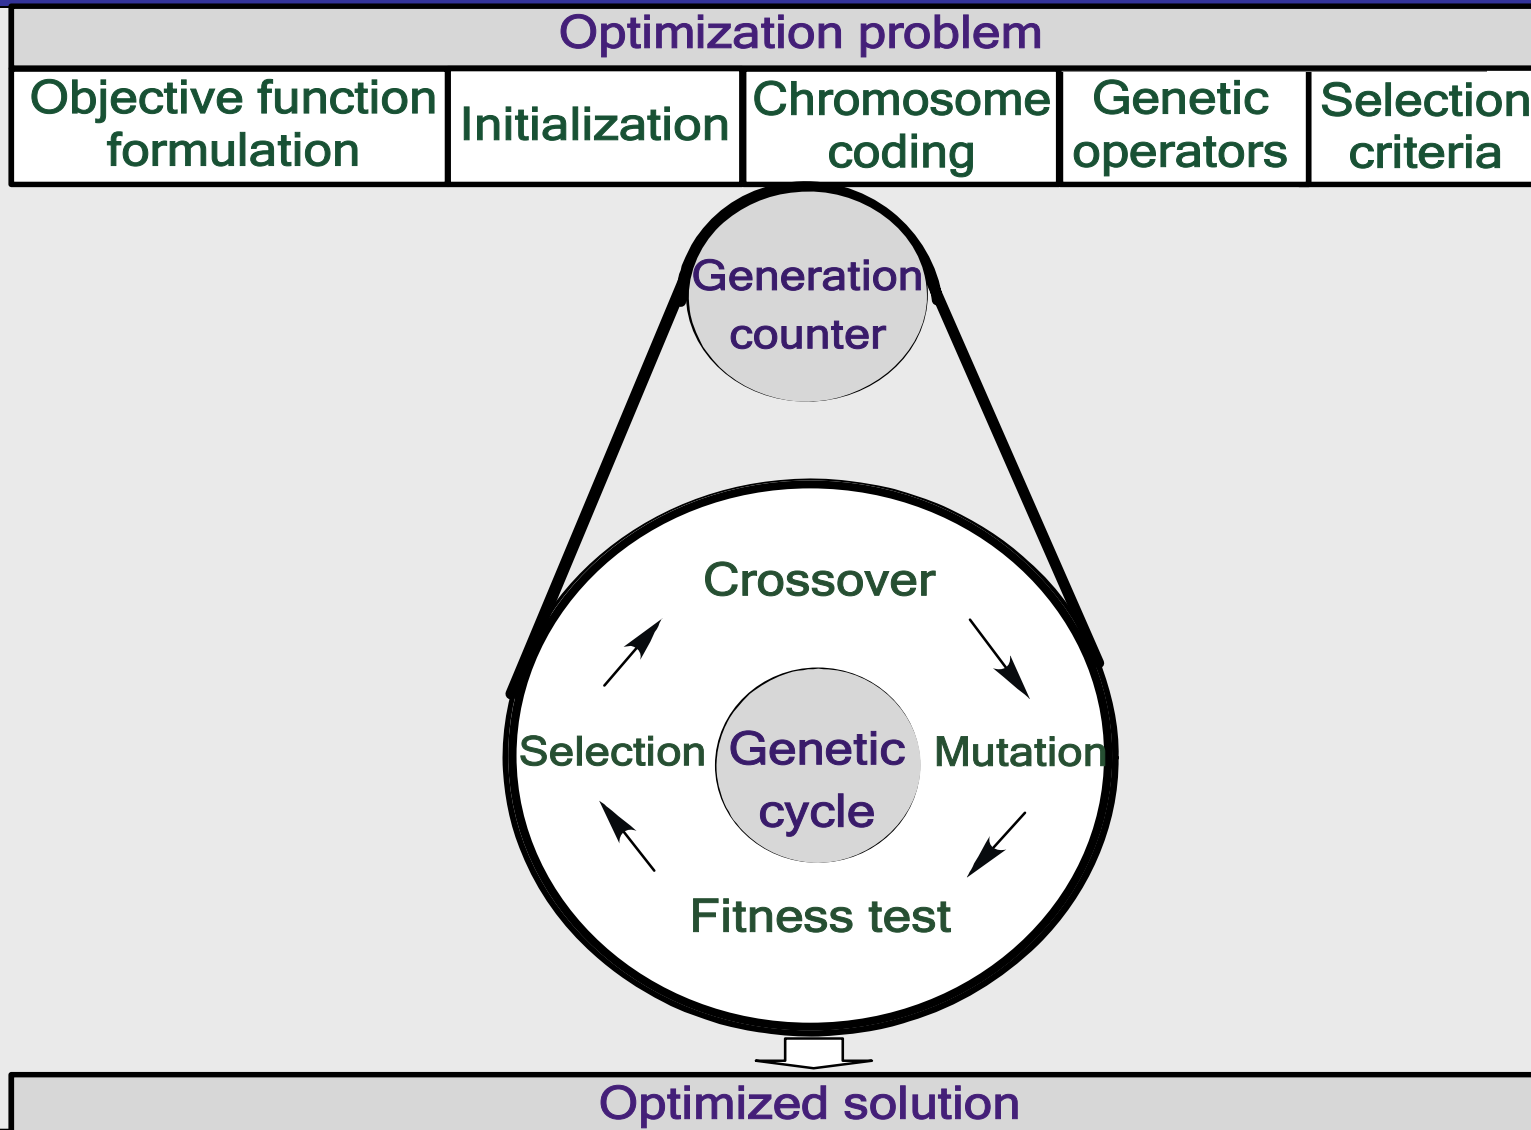 Optimization problem
Objective function
formulation
Initialization
Chromosome
coding
Genetic
operators
Selection
criteria
Generation
counter
Crossover
Selection
Genetic
cycle
Mutation
Fitness test
Optimized solution